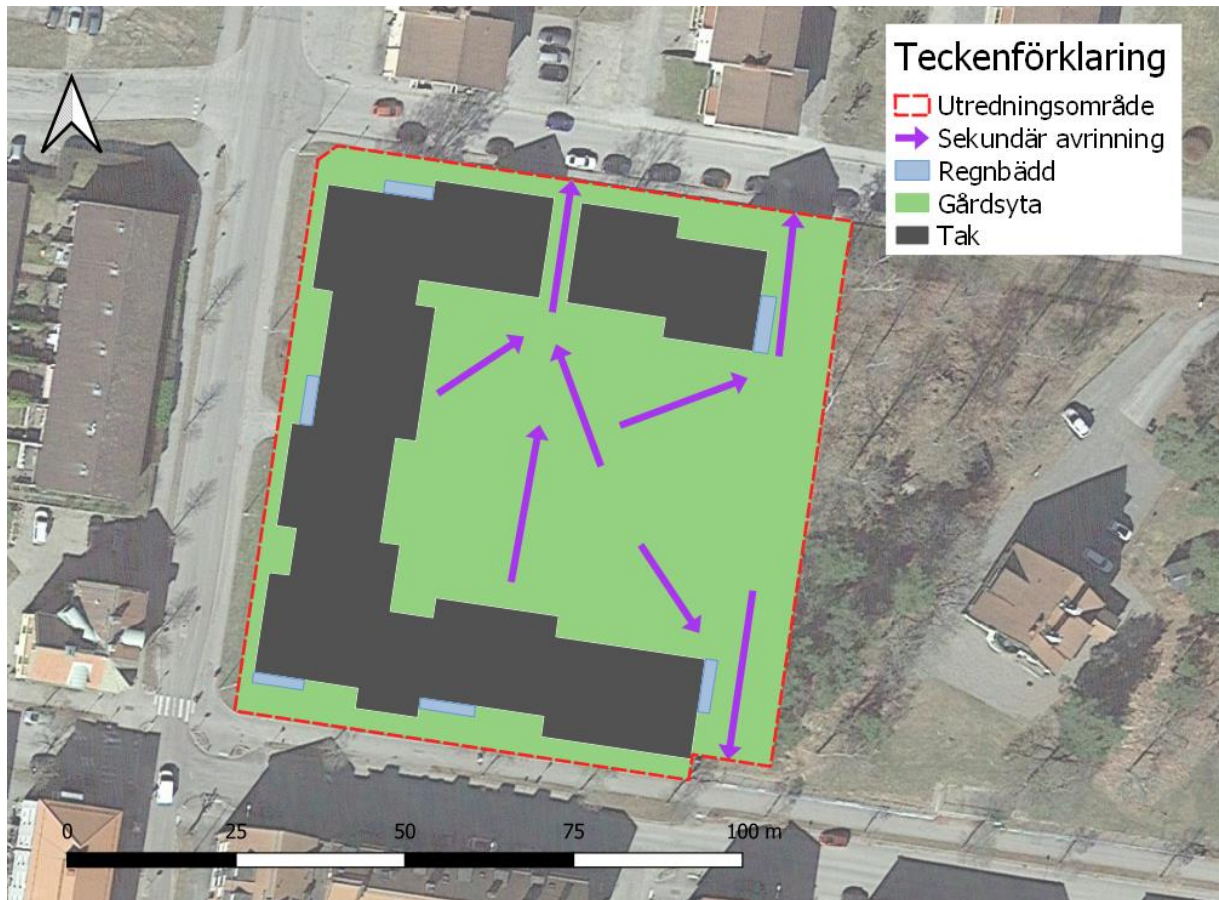 Teckenförklaring
Utredningsområde
Sekundär avrinning
Regnbädd
Gårdsyta
Tak
0 25 50 75 100 m